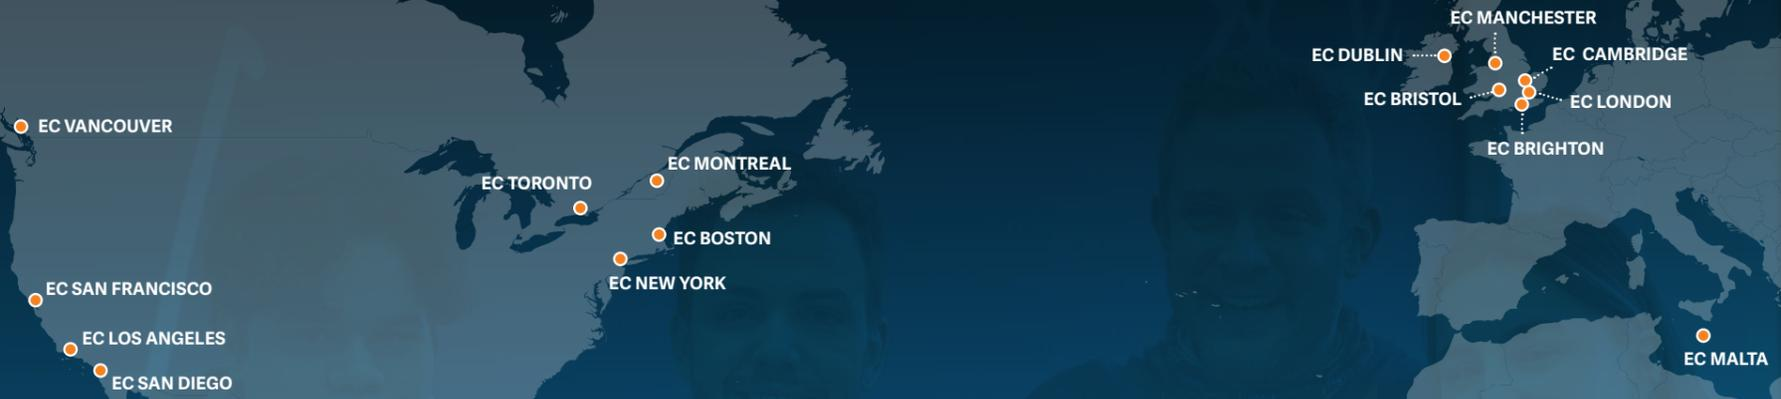 EC MANCHESTER
EC DUBLIN
EC CAMBRIDGE
EC BRISTOL
EC LONDON
EC BRIGHTON
EC VANCOUVER
EC MONTREAL
EC TORONTO
EC BOSTON
EC NEW YORK
EC SAN FRANCISCO
EC LOS ANGELES
EC SAN DIEGO
EC MALTA